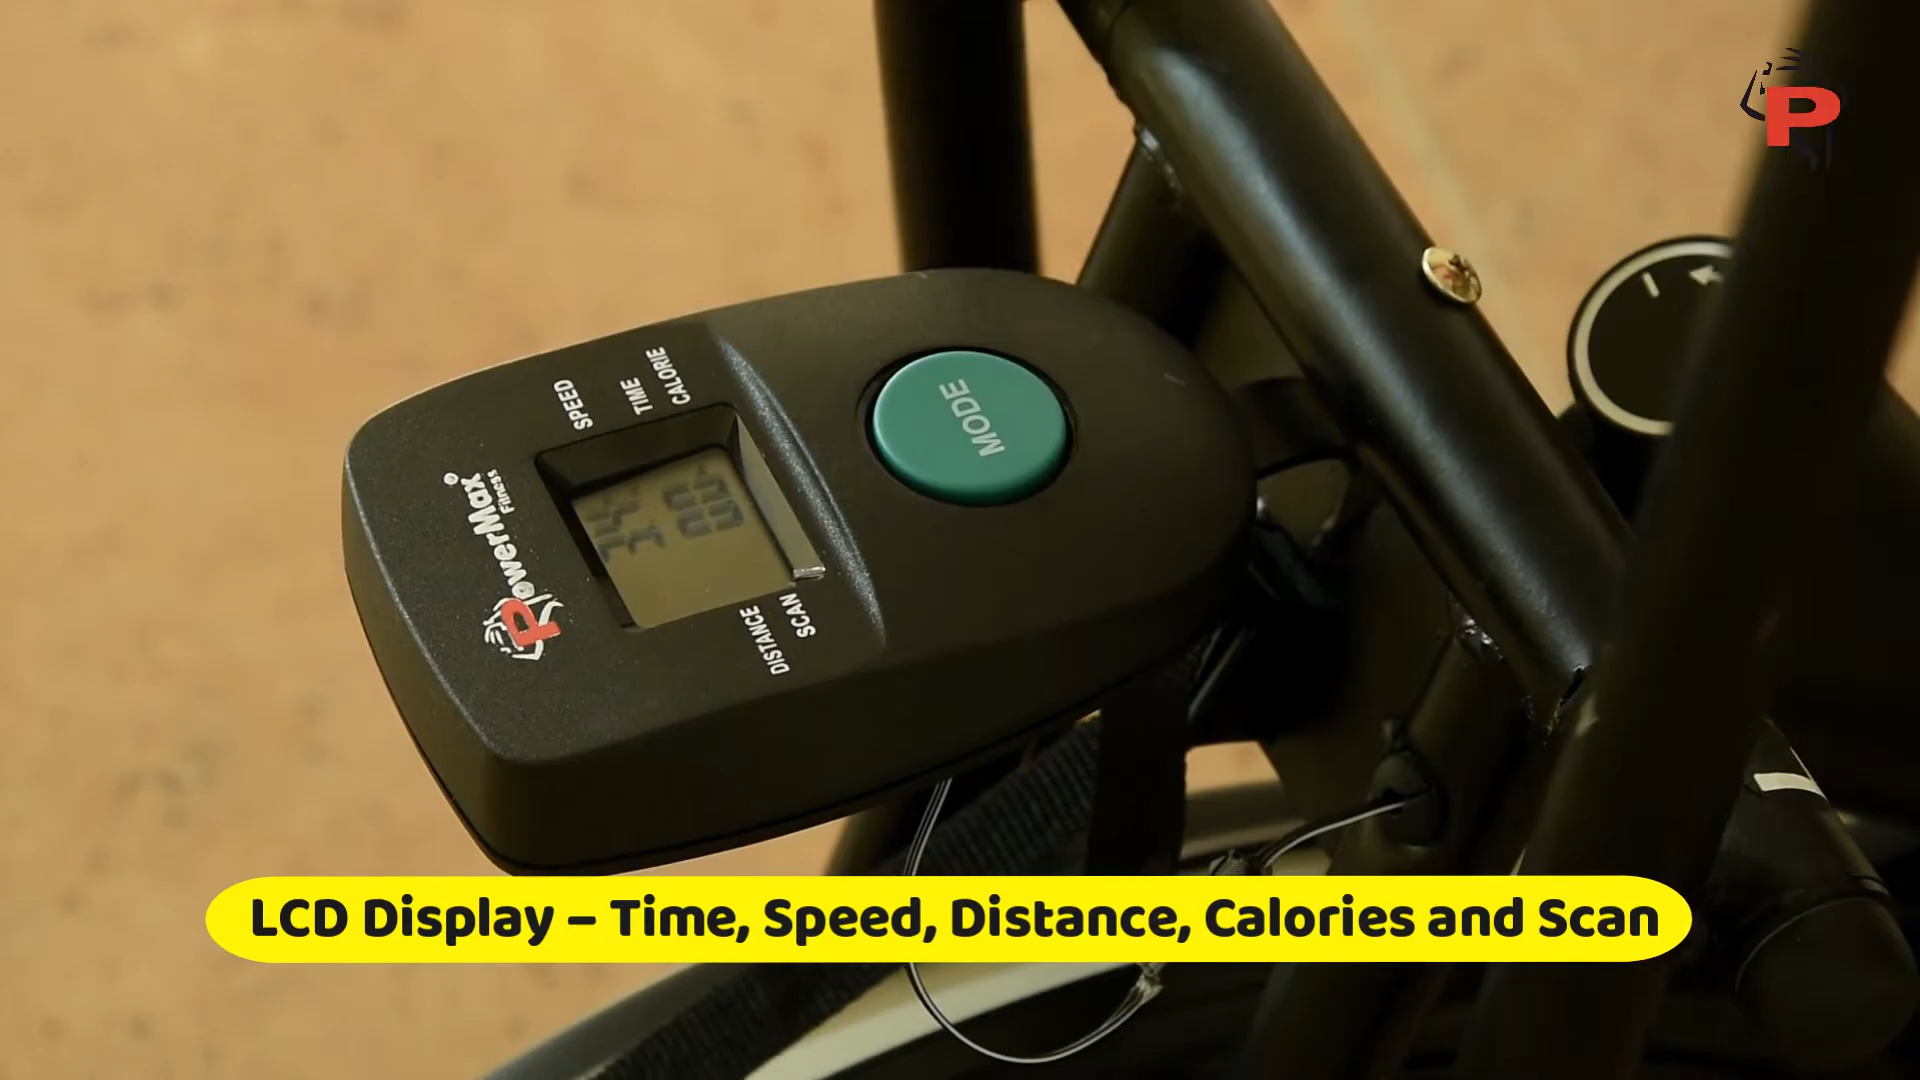 P
SPEED
TIME
CALORIE
MODE
PowerMax®
Fitness
DISTANCE
SCAN
LCD Display – Time, Speed, Distance, Calories and Scan